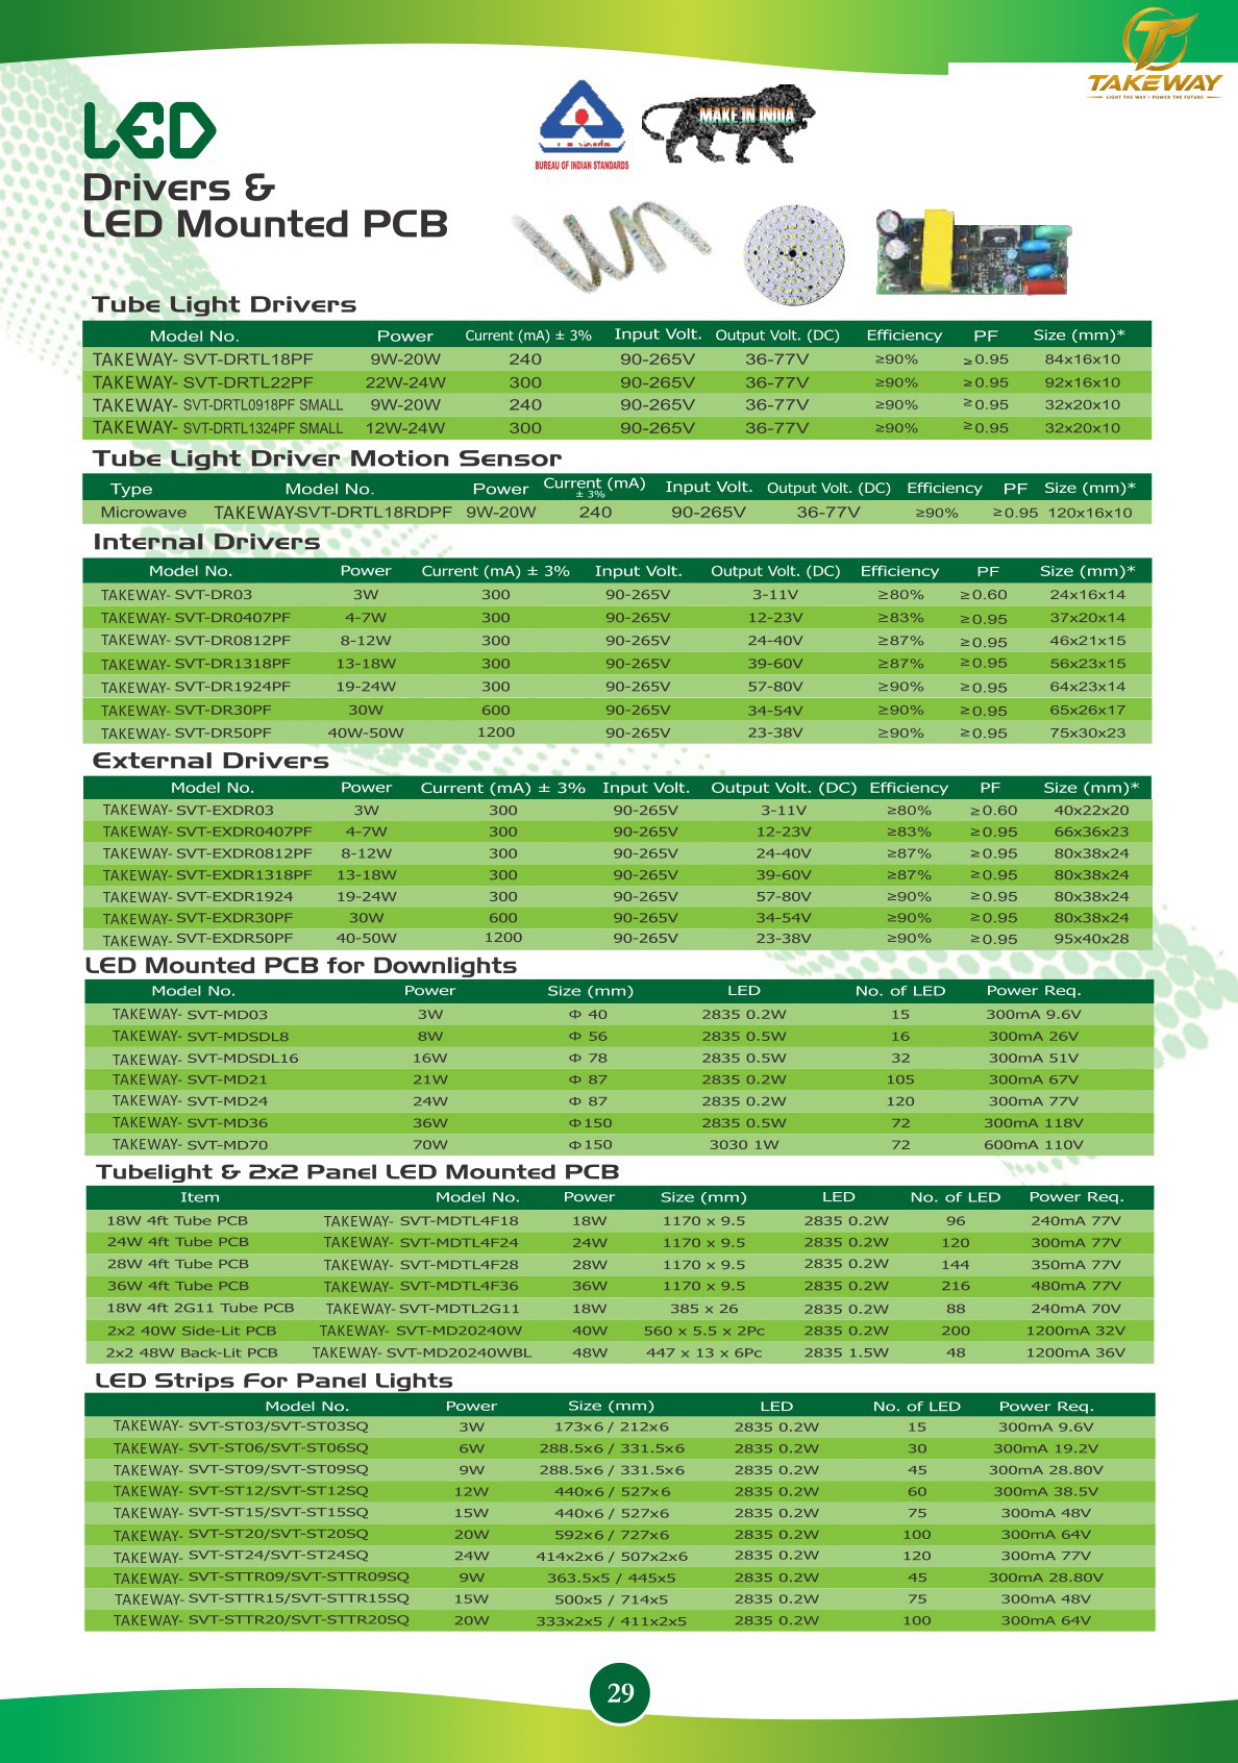 TAKEWAY
LIGHT THE WAY - POWER THE FUTURE
LED
Drivers &
LED Mounted PCB
BUREAU OF INDIAN STANDARDS
MAKE IN INDIA
Tube Light Drivers
Model No. Power Current (mA) ± 3% Input Volt. Output Volt. (DC) Efficiency PF Size (mm)*
TAKEWAY- SVT-DRTL18PF 9W-20W 240 90-265V 36-77V ≥90% ≥0.95 84x16x10
TAKEWAY- SVT-DRTL22PF 22W-24W 300 90-265V 36-77V ≥90% ≥0.95 92x16x10
TAKEWAY- SVT-DRTL0918PF SMALL 9W-20W 240 90-265V 36-77V ≥90% ≥0.95 32x20x10
TAKEWAY- SVT-DRTL1324PF SMALL 12W-24W 300 90-265V 36-77V ≥90% ≥0.95 32x20x10
Tube Light Driver Motion Sensor
Type Model No. Power Current (mA) ± 3% Input Volt. Output Volt. (DC) Efficiency PF Size (mm)*
Microwave TAKEWAY-SVT-DRTL18RDPF 9W-20W 240 90-265V 36-77V ≥90% ≥0.95 120x16x10
Internal Drivers
Model No. Power Current (mA) ± 3% Input Volt. Output Volt. (DC) Efficiency PF Size (mm)*
TAKEWAY- SVT-DR03 3W 300 90-265V 3-11V ≥80% ≥0.60 24x16x14
TAKEWAY- SVT-DR0407PF 4-7W 300 90-265V 12-23V ≥83% ≥0.95 37x20x14
TAKEWAY- SVT-DR0812PF 8-12W 300 90-265V 24-40V ≥87% ≥0.95 46x21x15
TAKEWAY- SVT-DR1318PF 13-18W 300 90-265V 39-60V ≥87% ≥0.95 56x23x15
TAKEWAY- SVT-DR1924PF 19-24W 300 90-265V 57-80V ≥90% ≥0.95 64x23x14
TAKEWAY- SVT-DR30PF 30W 600 90-265V 34-54V ≥90% ≥0.95 65x26x17
TAKEWAY- SVT-DR50PF 40W-50W 1200 90-265V 23-38V ≥90% ≥0.95 75x30x23
External Drivers
Model No. Power Current (mA) ± 3% Input Volt. Output Volt. (DC) Efficiency PF Size (mm)*
TAKEWAY- SVT-EXDR03 3W 300 90-265V 3-11V ≥80% ≥0.60 40x22x20
TAKEWAY- SVT-EXDR0407PF 4-7W 300 90-265V 12-23V ≥83% ≥0.95 66x36x23
TAKEWAY- SVT-EXDR0812PF 8-12W 300 90-265V 24-40V ≥87% ≥0.95 80x38x24
TAKEWAY- SVT-EXDR1318PF 13-18W 300 90-265V 39-60V ≥87% ≥0.95 80x38x24
TAKEWAY- SVT-EXDR1924 19-24W 300 90-265V 57-80V ≥90% ≥0.95 80x38x24
TAKEWAY- SVT-EXDR30PF 30W 600 90-265V 34-54V ≥90% ≥0.95 80x38x24
TAKEWAY- SVT-EXDR50PF 40-50W 1200 90-265V 23-38V ≥90% ≥0.95 95x40x28
LED Mounted PCB for Downlights
Model No. Power Size (mm) LED No. of LED Power Req.
TAKEWAY- SVT-MD03 3W Φ 40 2835 0.2W 15 300mA 9.6V
TAKEWAY- SVT-MDSDL8 8W Φ 56 2835 0.5W 16 300mA 26V
TAKEWAY- SVT-MDSDL16 16W Φ 78 2835 0.5W 32 300mA 51V
TAKEWAY- SVT-MD21 21W Φ 87 2835 0.2W 105 300mA 67V
TAKEWAY- SVT-MD24 24W Φ 87 2835 0.2W 120 300mA 77V
TAKEWAY- SVT-MD36 36W Φ150 2835 0.5W 72 300mA 118V
TAKEWAY- SVT-MD70 70W Φ150 3030 1W 72 600mA 110V
Tubelight & 2x2 Panel LED Mounted PCB
Item Model No. Power Size (mm) LED No. of LED Power Req.
18W 4ft Tube PCB TAKEWAY- SVT-MDTL4F18 18W 1170 x 9.5 2835 0.2W 96 240mA 77V
24W 4ft Tube PCB TAKEWAY- SVT-MDTL4F24 24W 1170 x 9.5 2835 0.2W 120 300mA 77V
28W 4ft Tube PCB TAKEWAY- SVT-MDTL4F28 28W 1170 x 9.5 2835 0.2W 144 350mA 77V
36W 4ft Tube PCB TAKEWAY- SVT-MDTL4F36 36W 1170 x 9.5 2835 0.2W 216 480mA 77V
18W 4ft 2G11 Tube PCB TAKEWAY- SVT-MDTL2G11 18W 385 x 26 2835 0.2W 88 240mA 70V
2x2 40W Side-Lit PCB TAKEWAY- SVT-MD20240W 40W 560 x 5.5 x 2Pc 2835 0.2W 200 1200mA 32V
2x2 48W Back-Lit PCB TAKEWAY- SVT-MD20240WBL 48W 447 x 13 x 6Pc 2835 1.5W 48 1200mA 36V
LED Strips For Panel Lights
Model No. Power Size (mm) LED No. of LED Power Req.
TAKEWAY- SVT-ST03/SVT-ST03SQ 3W 173x6 / 212x6 2835 0.2W 15 300mA 9.6V
TAKEWAY- SVT-ST06/SVT-ST06SQ 6W 288.5x6 / 331.5x6 2835 0.2W 30 300mA 19.2V
TAKEWAY- SVT-ST09/SVT-ST09SQ 9W 288.5x6 / 331.5x6 2835 0.2W 45 300mA 28.80V
TAKEWAY- SVT-ST12/SVT-ST12SQ 12W 440x6 / 527x6 2835 0.2W 60 300mA 38.5V
TAKEWAY- SVT-ST15/SVT-ST15SQ 15W 440x6 / 527x6 2835 0.2W 75 300mA 48V
TAKEWAY- SVT-ST20/SVT-ST20SQ 20W 592x6 / 727x6 2835 0.2W 100 300mA 64V
TAKEWAY- SVT-ST24/SVT-ST24SQ 24W 414x2x6 / 507x2x6 2835 0.2W 120 300mA 77V
TAKEWAY- SVT-STTR09/SVT-STTR09SQ 9W 363.5x5 / 445x5 2835 0.2W 45 300mA 28.80V
TAKEWAY- SVT-STTR15/SVT-STTR15SQ 15W 500x5 / 714x5 2835 0.2W 75 300mA 48V
TAKEWAY- SVT-STTR20/SVT-STTR20SQ 20W 333x2x5 / 411x2x5 2835 0.2W 100 300mA 64V
29